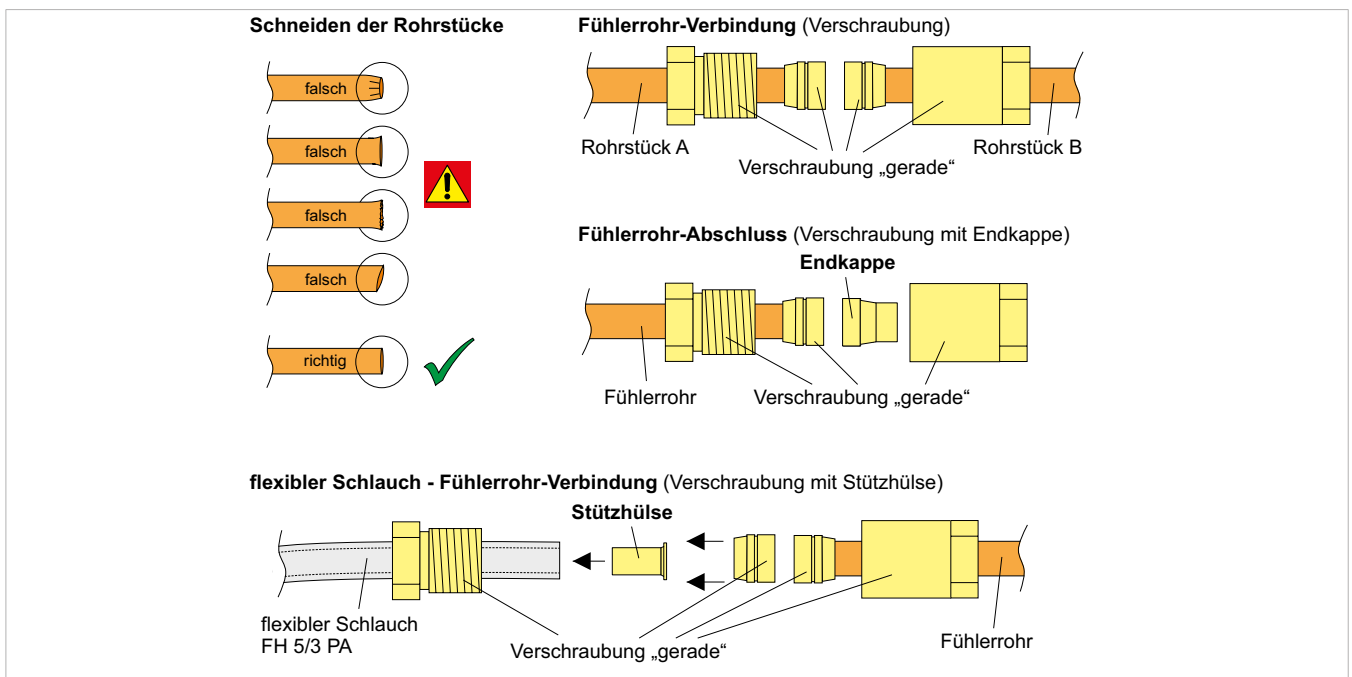 Schneiden der Rohrstücke
falsch
falsch
falsch
falsch
richtig
Fühlerrohr-Verbindung (Verschraubung)
Rohrstück A
Verschraubung „gerade“
Rohrstück B
Fühlerrohr-Abschluss (Verschraubung mit Endkappe)
Endkappe
Fühlerrohr
Verschraubung „gerade“
flexibler Schlauch - Fühlerrohr-Verbindung (Verschraubung mit Stützhülse)
Stützhülse
flexibler Schlauch
FH 5/3 PA
Verschraubung „gerade“
Fühlerrohr